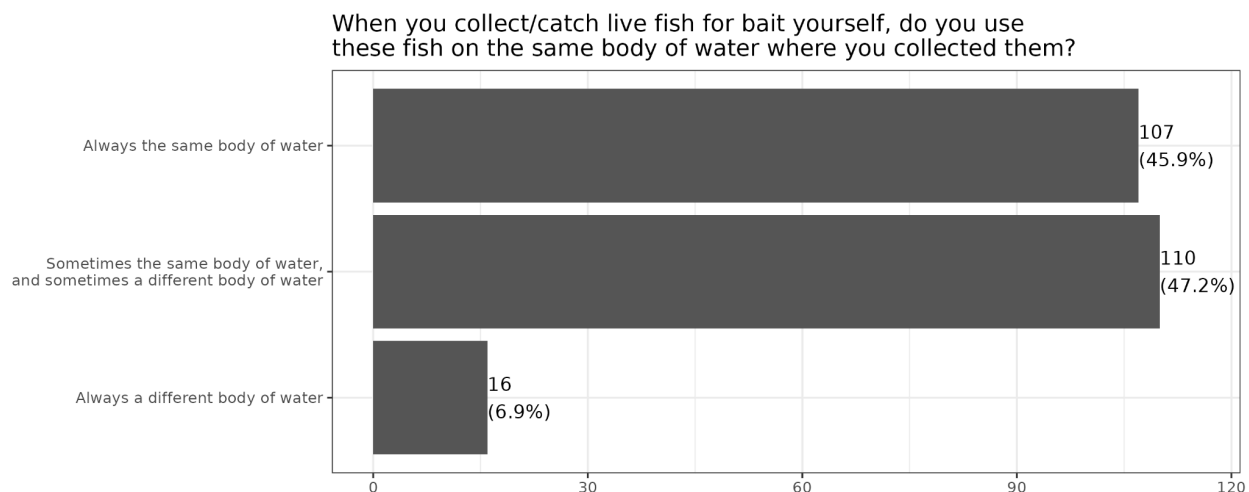 When you collect/catch live fish for bait yourself, do you use
these fish on the same body of water where you collected them?
Always the same body of water
107
(45.9%)
Sometimes the same body of water,
and sometimes a different body of water
110
(47.2%)
Always a different body of water
16
(6.9%)
0 30 60 90 120